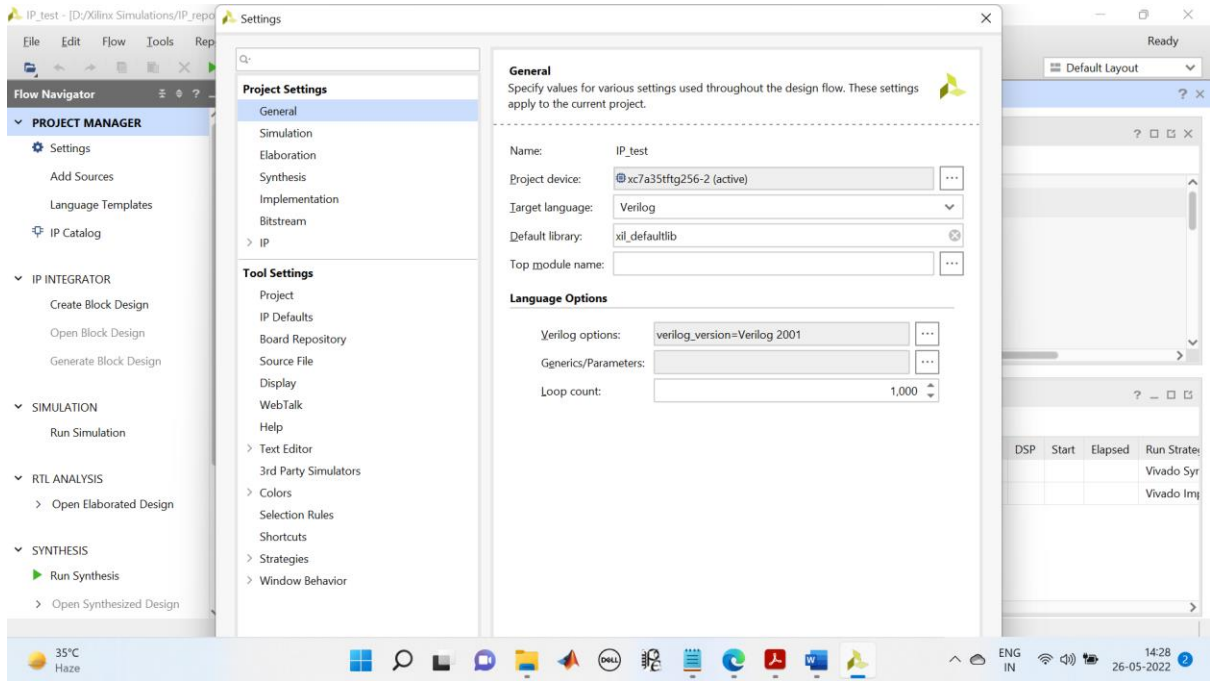 IP_test - [D:/Xilinx Simulations/IP_repo
File Edit Flow Tools Rep
Ready
Default Layout
Flow Navigator
PROJECT MANAGER
Settings
Add Sources
Language Templates
IP Catalog
IP INTEGRATOR
Create Block Design
Open Block Design
Generate Block Design
SIMULATION
Run Simulation
RTL ANALYSIS
Open Elaborated Design
SYNTHESIS
Run Synthesis
Open Synthesized Design
Settings
Q-
Project Settings
General
Simulation
Elaboration
Synthesis
Implementation
Bitstream
IP
Tool Settings
Project
IP Defaults
Board Repository
Source File
Display
WebTalk
Help
Text Editor
3rd Party Simulators
Colors
Selection Rules
Shortcuts
Strategies
Window Behavior
General
Specify values for various settings used throughout the design flow. These settings
apply to the current project.
Name: IP_test
Project device: xc7a35tftg256-2 (active)
Target language: Verilog
Default library: xil_defaultlib
Top module name:
Language Options
Verilog options: verilog_version=Verilog 2001
Generics/Parameters:
Loop count: 1,000
DSP Start Elapsed Run Strate
Vivado Syr
Vivado Imp
35°C
Haze
DELL
ENG
IN
14:28
26-05-2022
2